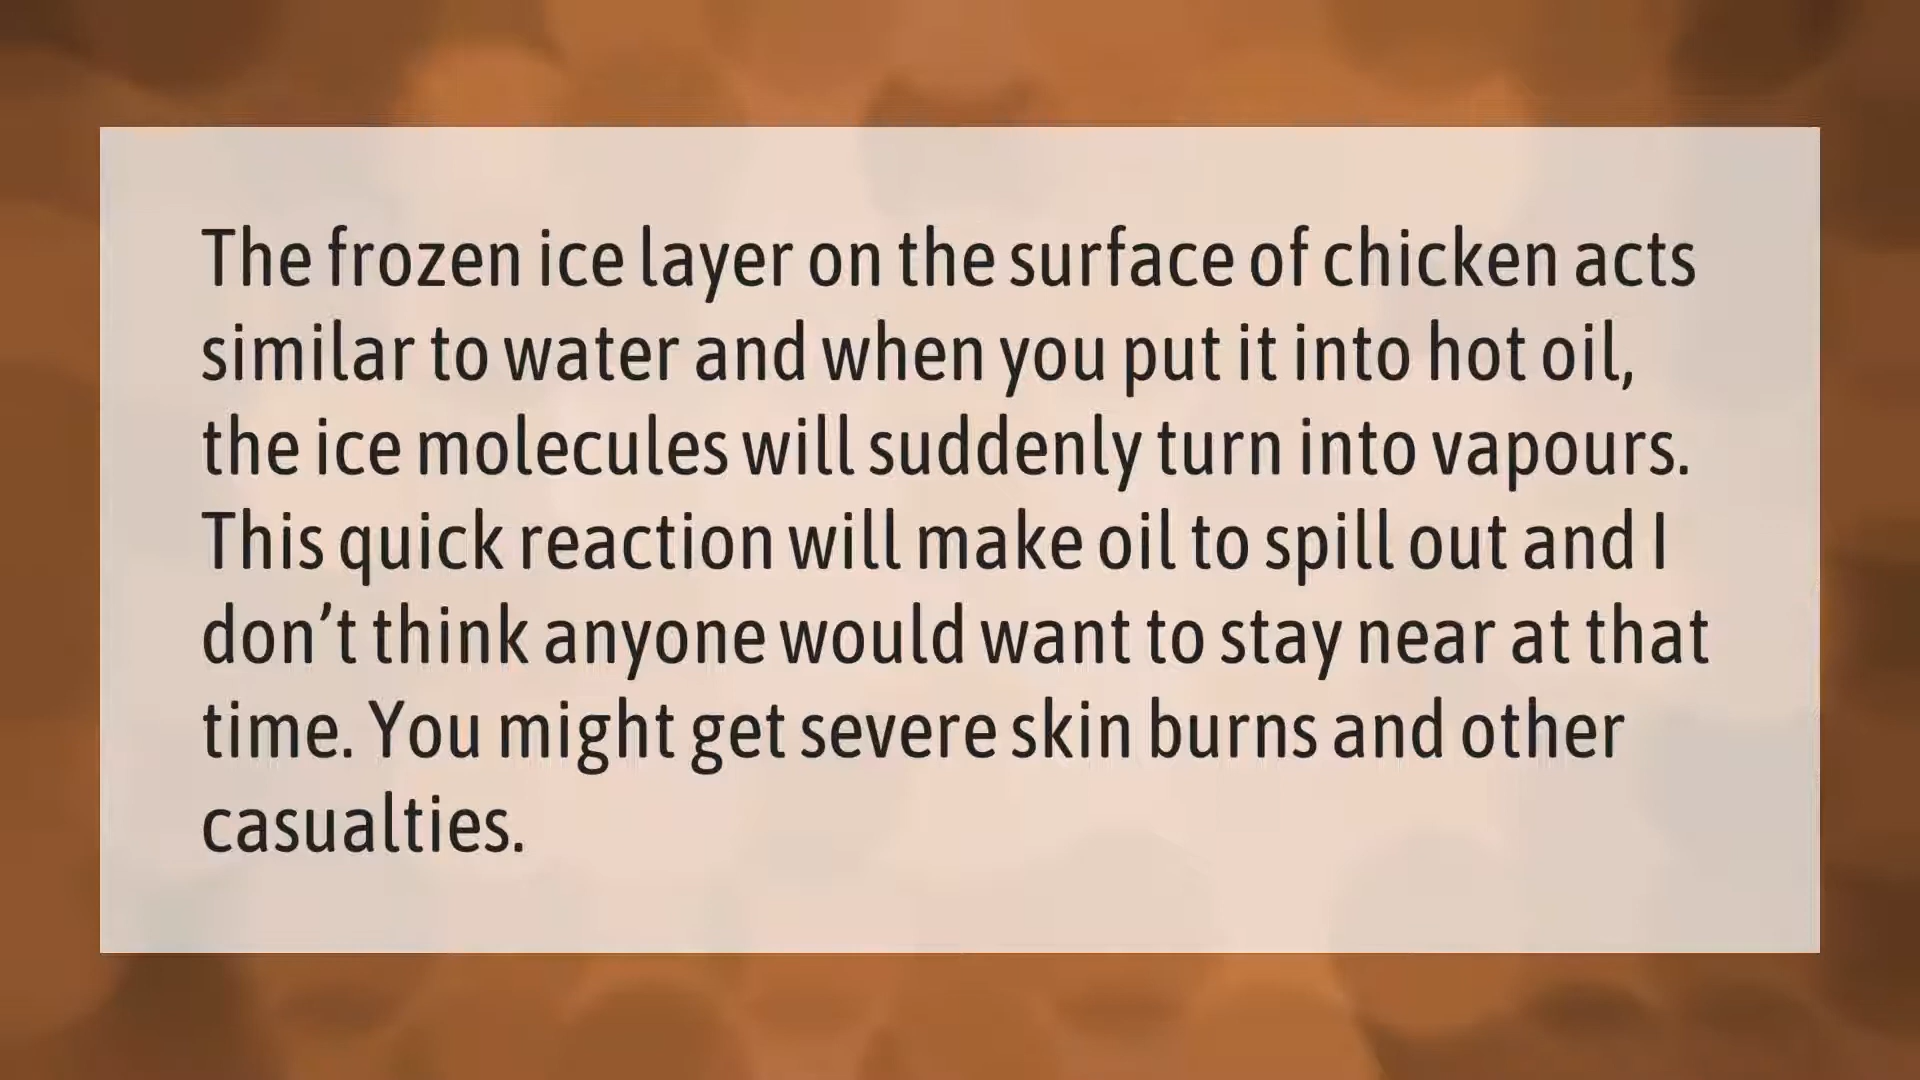 The frozen ice layer on the surface of chicken acts
similar to water and when you put it into hot oil,
the ice molecules will suddenly turn into vapours.
This quick reaction will make oil to spill out and I
don’t think anyone would want to stay near at that
time. You might get severe skin burns and other
casualties.